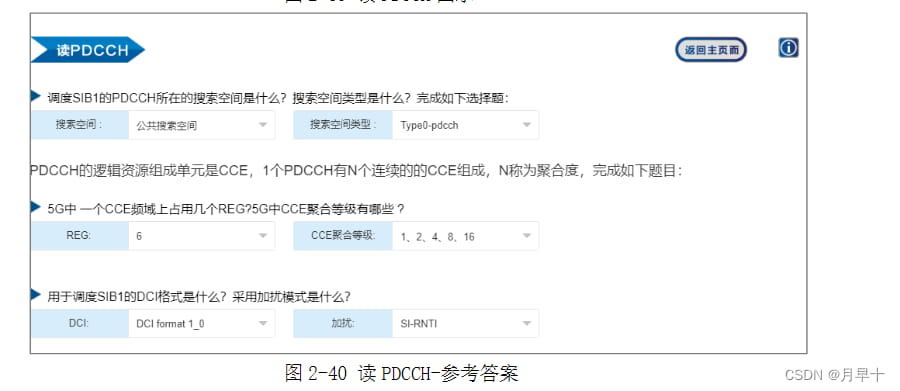 读PDCCH
返回主页面
调度SIB1的PDCCH所在的搜索空间是什么？搜索空间类型是什么？完成如下选择题：
搜索空间： 公共搜索空间 搜索空间类型： Type0-pdcch
PDCCH的逻辑资源组成单元是CCE，1个PDCCH有N个连续的的CCE组成，N称为聚合度，完成如下题目：
5G中 一个CCE频域上占用几个REG?5G中CCE聚合等级有哪些？
REG: 6 CCE聚合等级: 1、2、4、8、16
用于调度SIB1的DCI格式是什么？采用加扰模式是什么？
DCI: DCI format 1_0 加扰: SI-RNTI
图 2-40 读 PDCCH-参考答案
CSDN @月早十